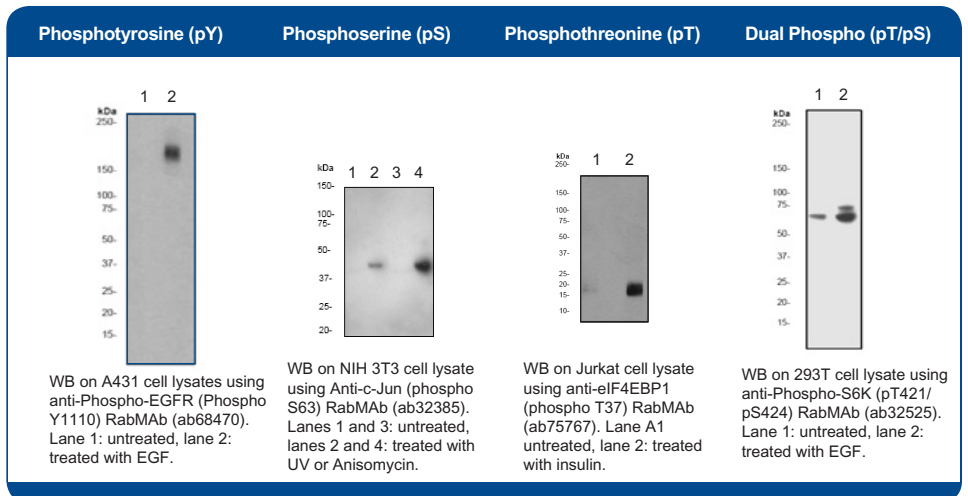 Phosphotyrosine (pY)
Phosphoserine (pS)
Phosphothreonine (pT)
Dual Phospho (pT/pS)
1 2
kDa
250-
150-
100-
75-
50-
37-
25-
20-
15-
WB on A431 cell lysates using
anti-Phospho-EGFR (Phospho
Y1110) RabMAb (ab68470).
Lane 1: untreated, lane 2:
treated with EGF.
kDa
1 2 3 4
150-
100-
75-
50-
37-
25-
20-
WB on NIH 3T3 cell lysate
using Anti-c-Jun (phospho
S63) RabMAb (ab32385).
Lanes 1 and 3: untreated,
lanes 2 and 4: treated with
UV or Anisomycin.
kDa
1 2
250-
150-
100-
75-
50-
37-
25-
20-
15-
10-
WB on Jurkat cell lysate
using anti-eIF4EBP1
(phospho T37) RabMAb
(ab75767). Lane A1
untreated, lane 2: treated
with insulin.
1 2
kDa
250-
150-
100-
75-
50-
37-
25-
20-
15-
WB on 293T cell lysate using
anti-Phospho-S6K (pT421/
pS424) RabMAb (ab32525).
Lane 1: untreated, lane 2:
treated with EGF.